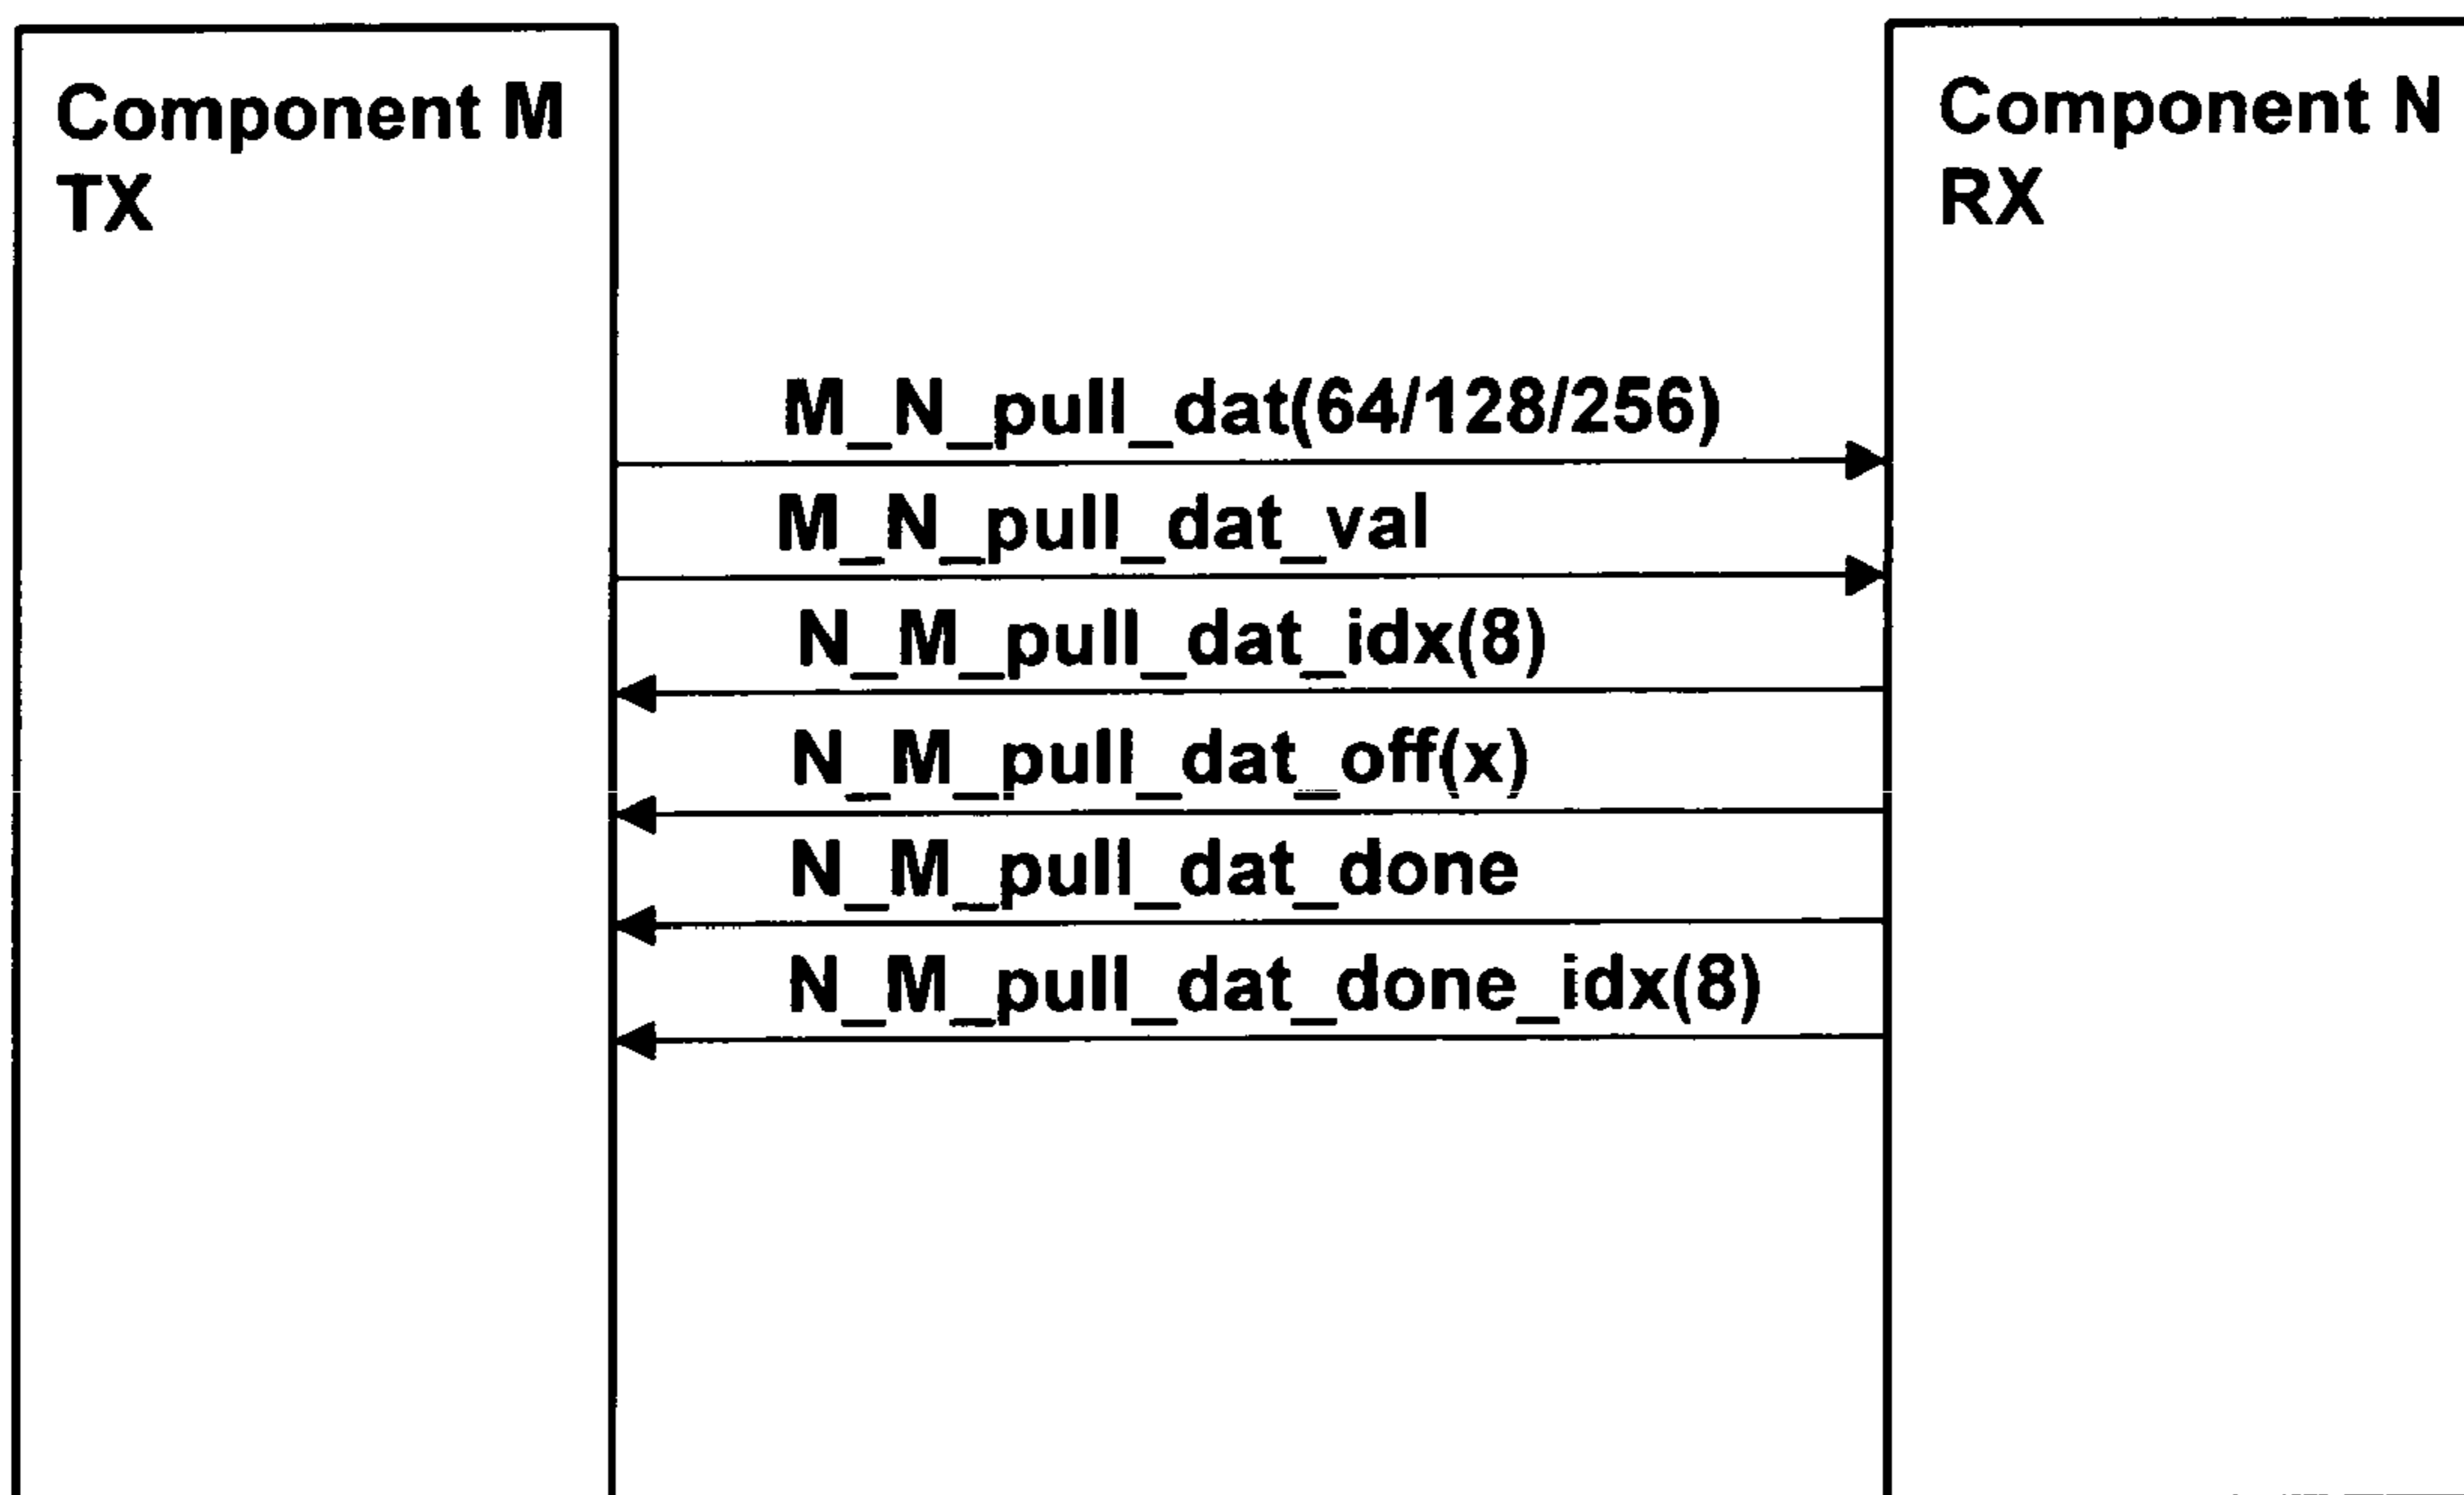 Component M
TX
Component N
RX
M_N_pull_dat(64/128/256)
M_N_pull_dat_val
N_M_pull_dat_idx(8)
N_M_pull_dat_off(x)
N_M_pull_dat_done
N_M_pull_dat_done_idx(8)